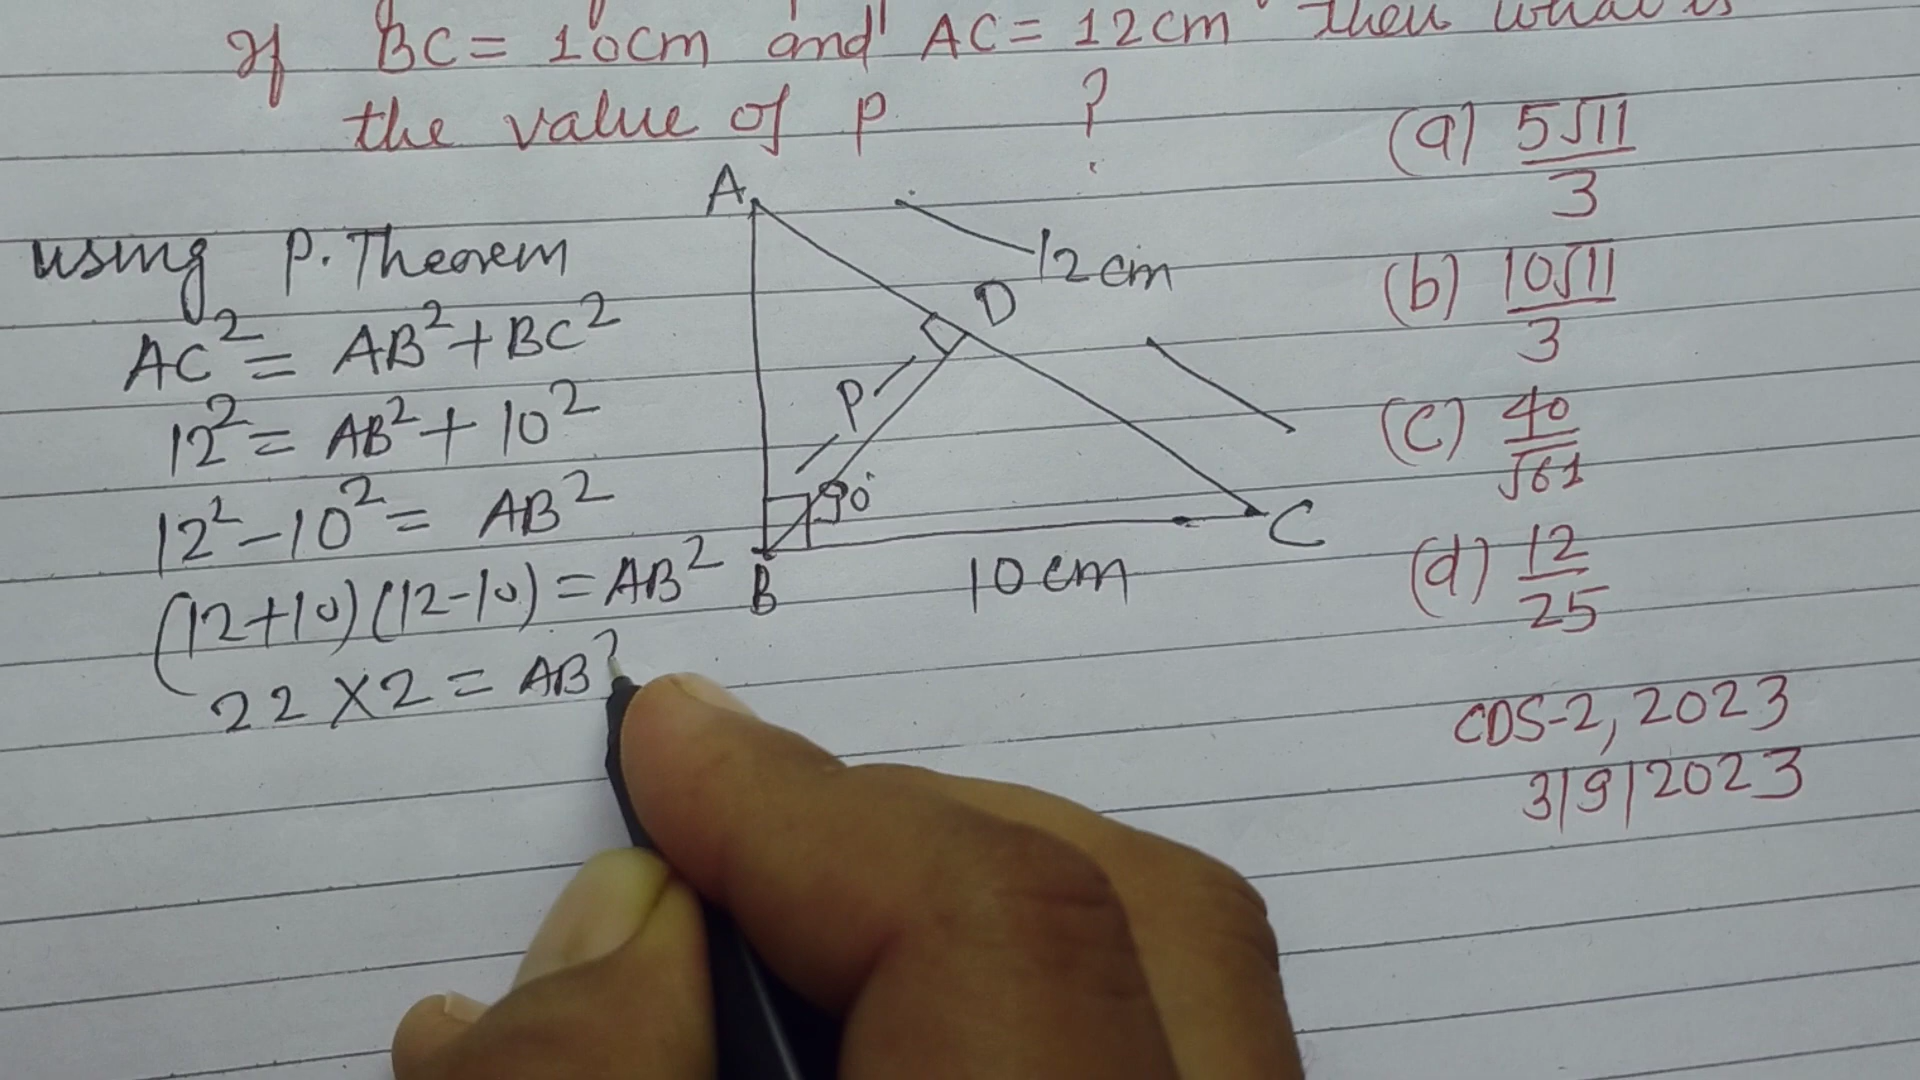 If BC = 10cm and AC = 12cm then what is
the value of p ?
(a) 5√11/3
(b) 10√11/3
(c) 40/√61
(d) 12/25
CDS-2, 2023
3/9/2023
using P. Theorem
AC² = AB² + BC²
12² = AB² + 10²
12² - 10² = AB²
(12+10)(12-10) = AB²
22 × 2 = AB²
A
12 cm
D
P
90°
B
10 cm
C